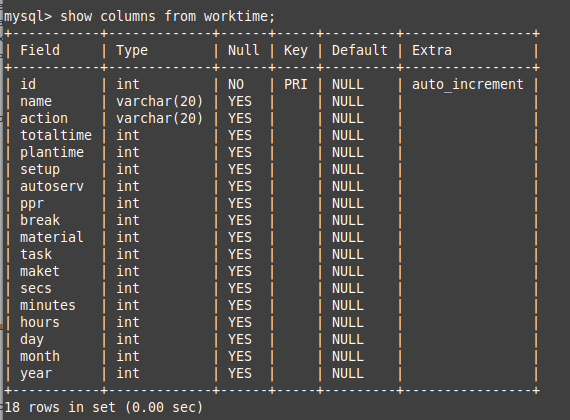 mysql> show columns from worktime;
+-----------+-------------+------+-----+---------+----------------+
| Field     | Type        | Null | Key | Default | Extra          |
+-----------+-------------+------+-----+---------+----------------+
| id        | int         | NO   | PRI | NULL    | auto_increment |
| name      | varchar(20) | YES  |     | NULL    |                |
| action    | varchar(20) | YES  |     | NULL    |                |
| totaltime | int         | YES  |     | NULL    |                |
| plantime  | int         | YES  |     | NULL    |                |
| setup     | int         | YES  |     | NULL    |                |
| autoserv  | int         | YES  |     | NULL    |                |
| ppr       | int         | YES  |     | NULL    |                |
| break     | int         | YES  |     | NULL    |                |
| material  | int         | YES  |     | NULL    |                |
| task      | int         | YES  |     | NULL    |                |
| maket     | int         | YES  |     | NULL    |                |
| secs      | int         | YES  |     | NULL    |                |
| minutes   | int         | YES  |     | NULL    |                |
| hours     | int         | YES  |     | NULL    |                |
| day       | int         | YES  |     | NULL    |                |
| month     | int         | YES  |     | NULL    |                |
| year      | int         | YES  |     | NULL    |                |
+-----------+-------------+------+-----+---------+----------------+
18 rows in set (0.00 sec)